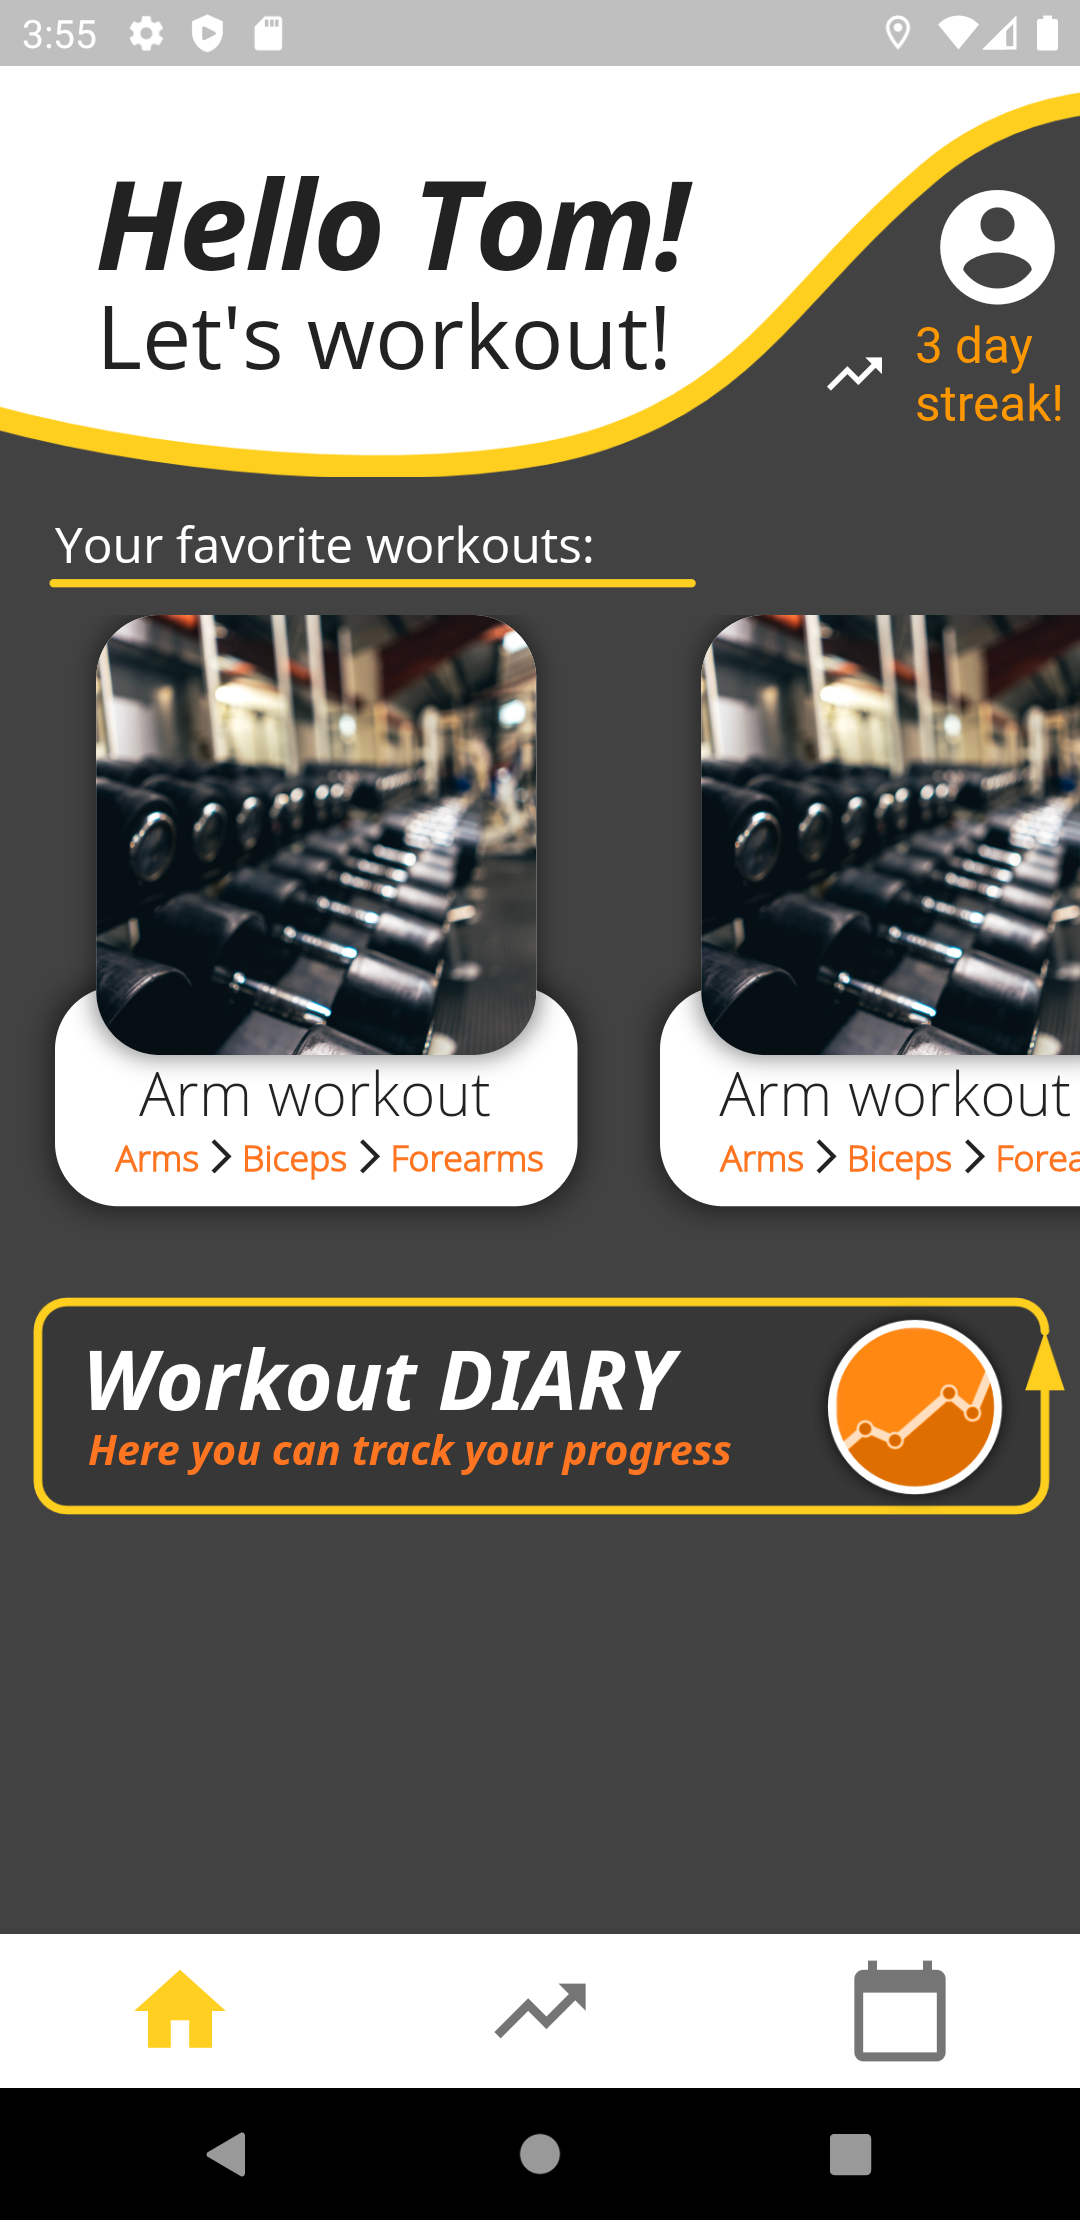 3:55
Hello Tom!
Let's workout!
3 day
streak!
Your favorite workouts:
Arm workout
Arms > Biceps > Forearms
Arm workout
Arms > Biceps > Forea
Workout DIARY
Here you can track your progress